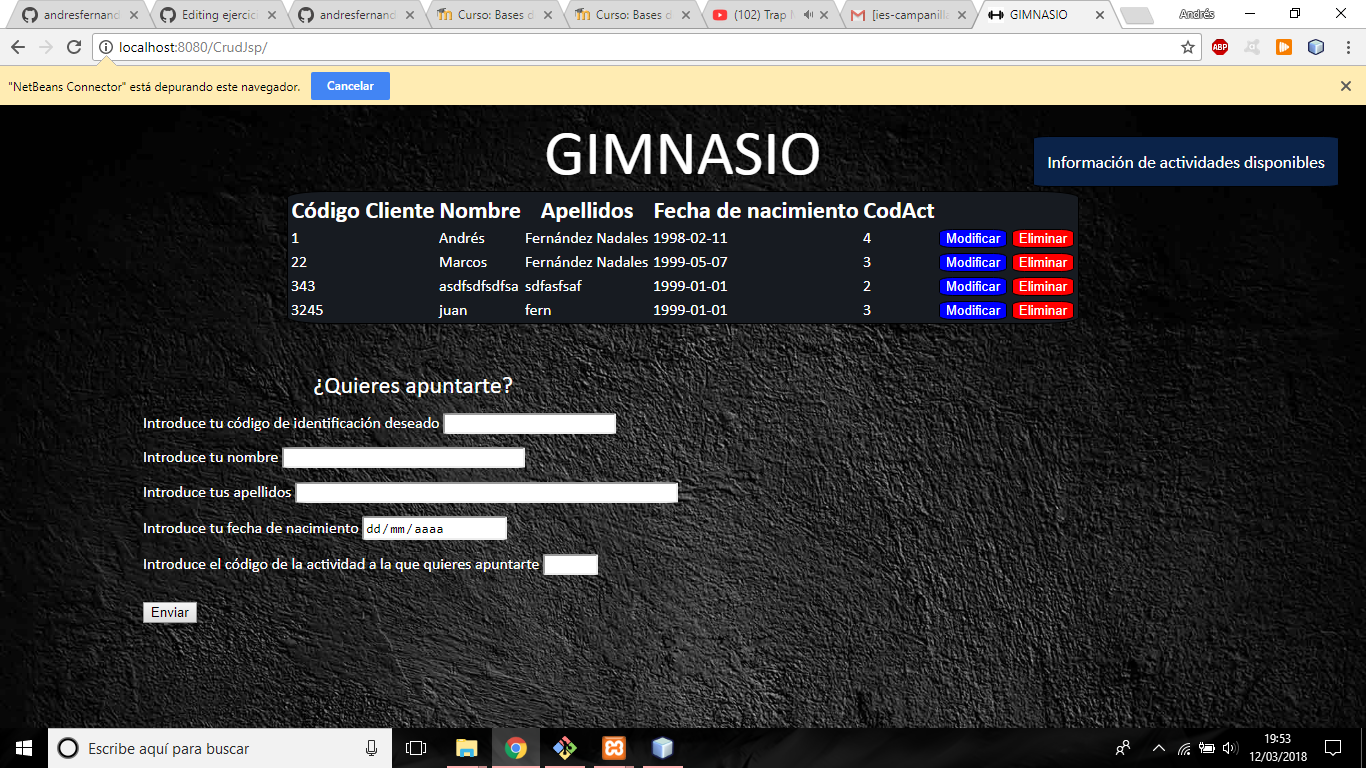 andresfernand
Editing ejercici
andresfernand
Curso: Bases d
Curso: Bases d
(102) Trap
[ies-campanilla
GIMNASIO
Andrés
localhost:8080/CrudJsp/
ABP
"NetBeans Connector" está depurando este navegador.
Cancelar
GIMNASIO
Información de actividades disponibles
Código Cliente Nombre Apellidos Fecha de nacimiento CodAct
1 Andrés Fernández Nadales 1998-02-11 4 Modificar Eliminar
22 Marcos Fernández Nadales 1999-05-07 3 Modificar Eliminar
343 asdfsdfsdfsa sdfasfsaf 1999-01-01 2 Modificar Eliminar
3245 juan fern 1999-01-01 3 Modificar Eliminar
¿Quieres apuntarte?
Introduce tu código de identificación deseado
Introduce tu nombre
Introduce tus apellidos
Introduce tu fecha de nacimiento dd/mm/aaaa
Introduce el código de la actividad a la que quieres apuntarte
Enviar
Escribe aquí para buscar
19:53
12/03/2018